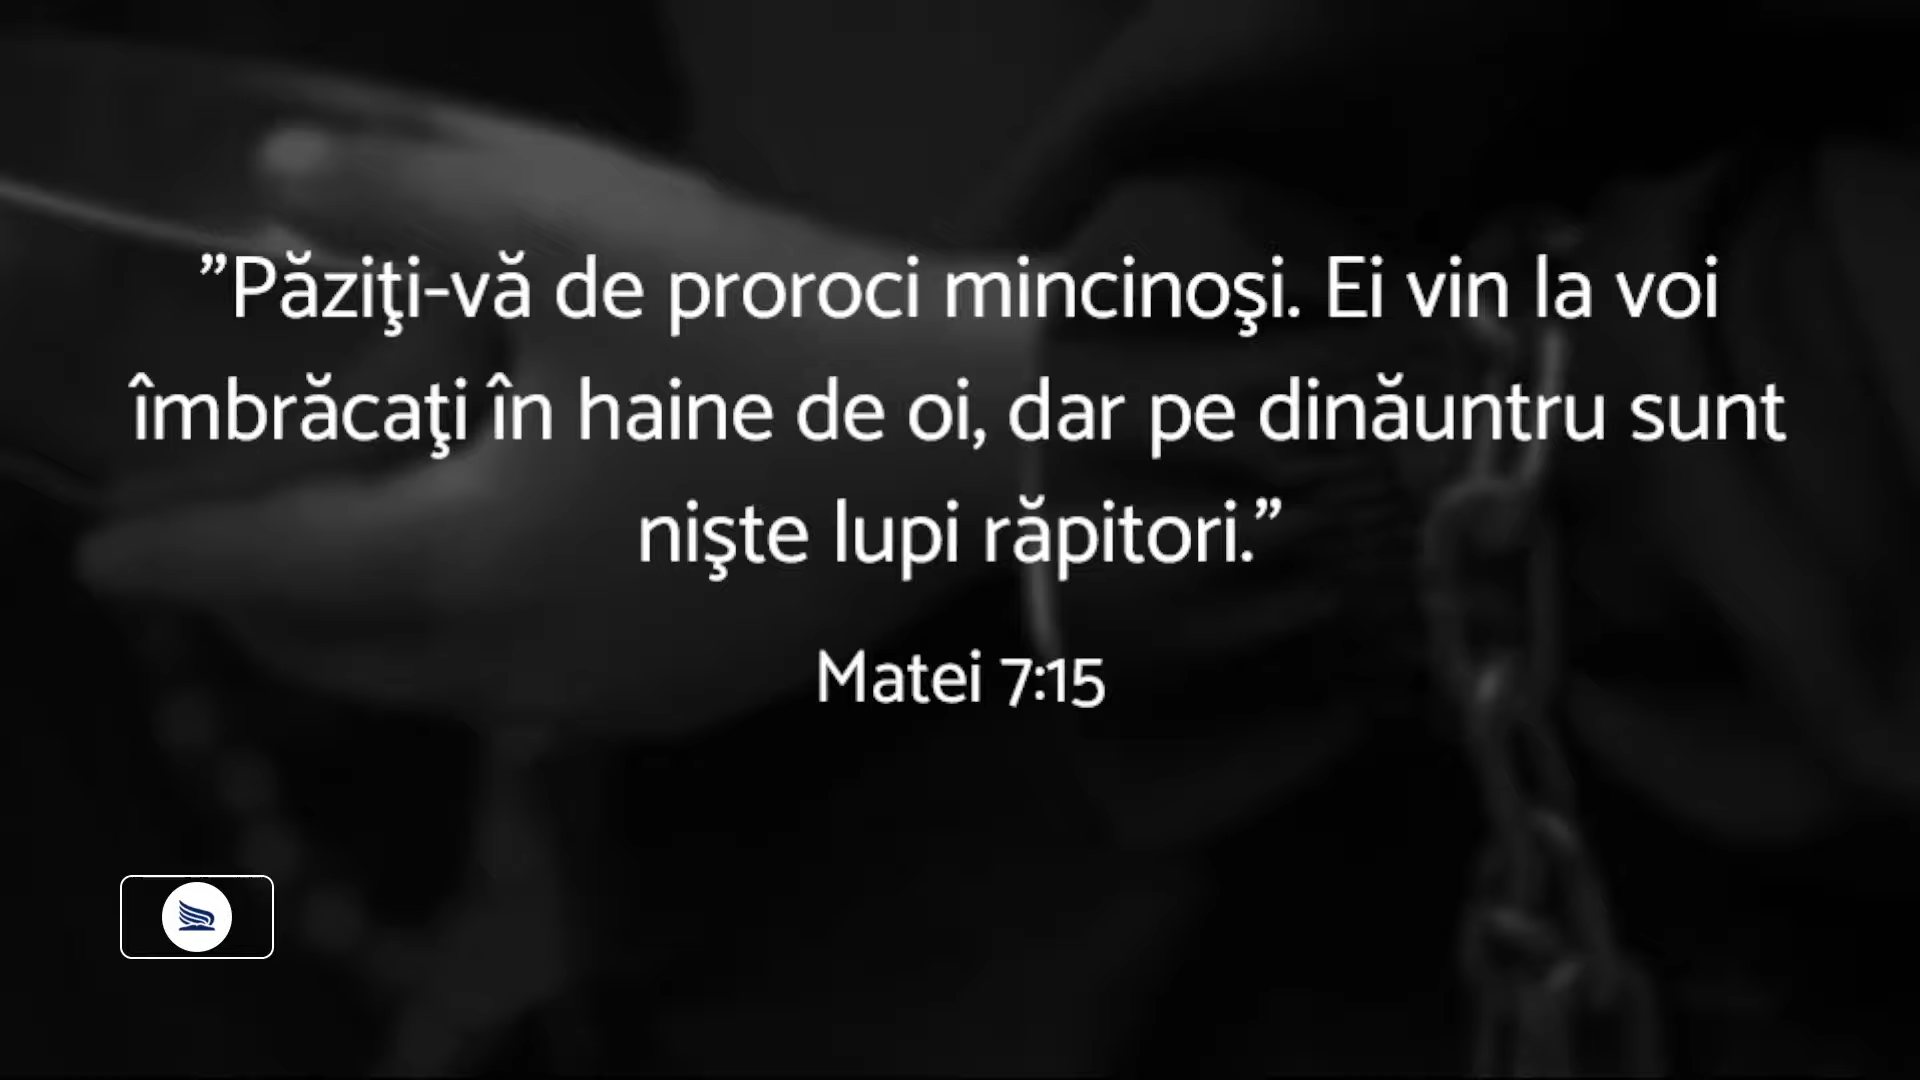 ”Păziţi-vă de proroci mincinoşi. Ei vin la voi
îmbrăcaţi în haine de oi, dar pe dinăuntru sunt
nişte lupi răpitori.”
Matei 7:15